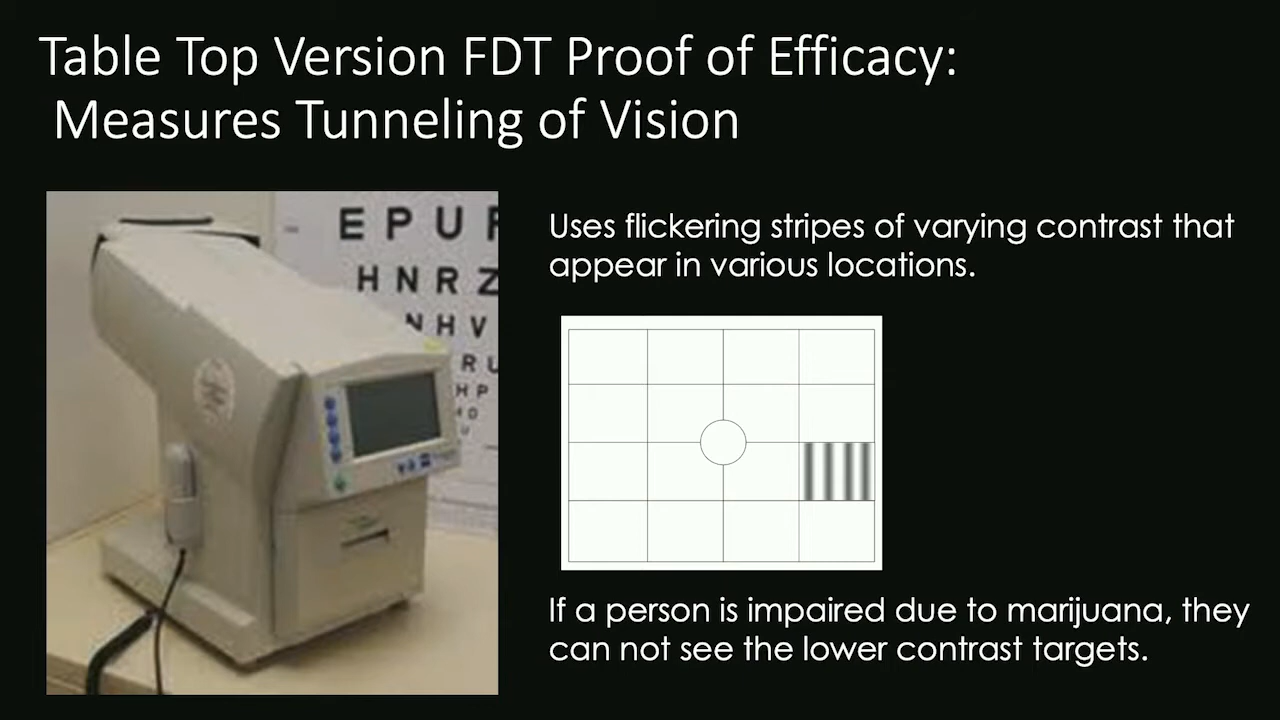 Table Top Version FDT Proof of Efficacy:
Measures Tunneling of Vision
E P U
H N R Z
N H V
R U
H P
Uses flickering stripes of varying contrast that
appear in various locations.
If a person is impaired due to marijuana, they
can not see the lower contrast targets.